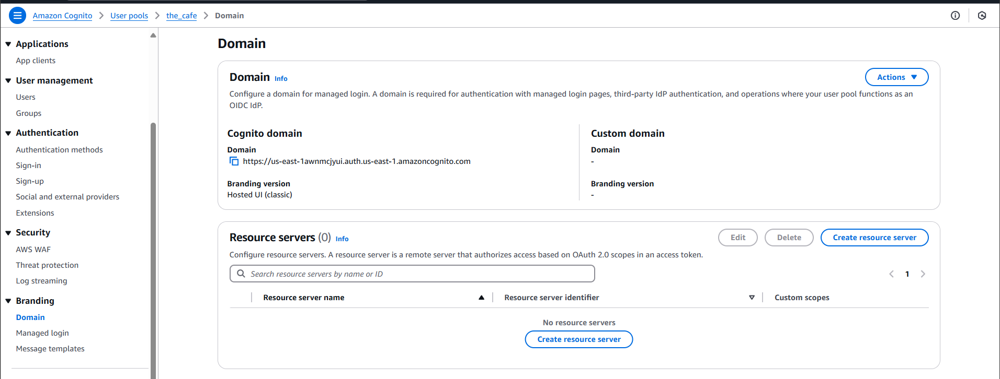 Amazon Cognito > User pools > the_cafe > Domain
Applications
App clients
User management
Users
Groups
Authentication
Authentication methods
Sign-in
Sign-up
Social and external providers
Extensions
Security
AWS WAF
Threat protection
Log streaming
Branding
Domain
Managed login
Message templates
Domain
Domain Info
Actions
Configure a domain for managed login. A domain is required for authentication with managed login pages, third-party IdP authentication, and operations where your user pool functions as an
OIDC IdP.
Cognito domain
Domain
https://us-east-1awnmcjyui.auth.us-east-1.amazoncognito.com
Branding version
Hosted UI (classic)
Custom domain
Domain
-
Branding version
-
Resource servers (0) Info
Edit Delete Create resource server
Configure resource servers. A resource server is a remote server that authorizes access based on OAuth 2.0 scopes in an access token.
Search resource servers by name or ID
< 1 >
Resource server name Resource server identifier Custom scopes
No resource servers
Create resource server